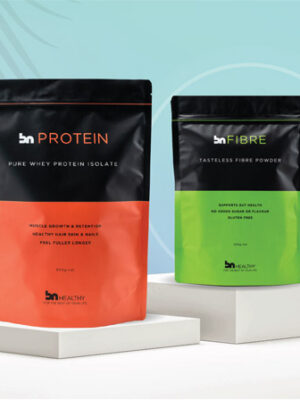 bn PROTEIN
PURE WHEY PROTEIN ISOLATE
MUSCLE GROWTH & RETENTION
HEALTHY HAIR SKIN & NAILS
FEEL FULLER LONGER
bn HEALTHY
bn FIBRE
TASTELESS FIBRE POWDER
SUPPORTS GUT HEALTH
NO ADDED SUGAR OR FLAVOUR
GLUTEN FREE
bn HEALTHY